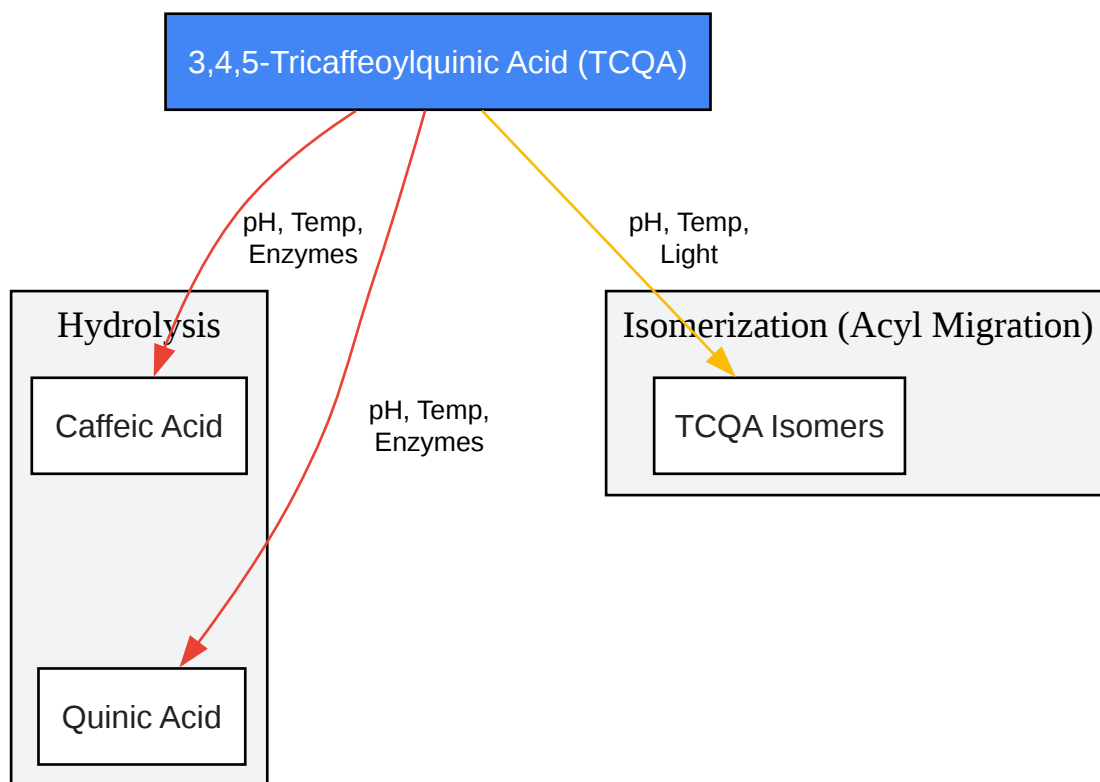 3,4,5-Tricaffeoylquinic Acid (TCQA)
pH, Temp,
Enzymes
pH, Temp,
Light
Hydrolysis
Isomerization (Acyl Migration)
Caffeic Acid
pH, Temp,
Enzymes
TCQA Isomers
Quinic Acid